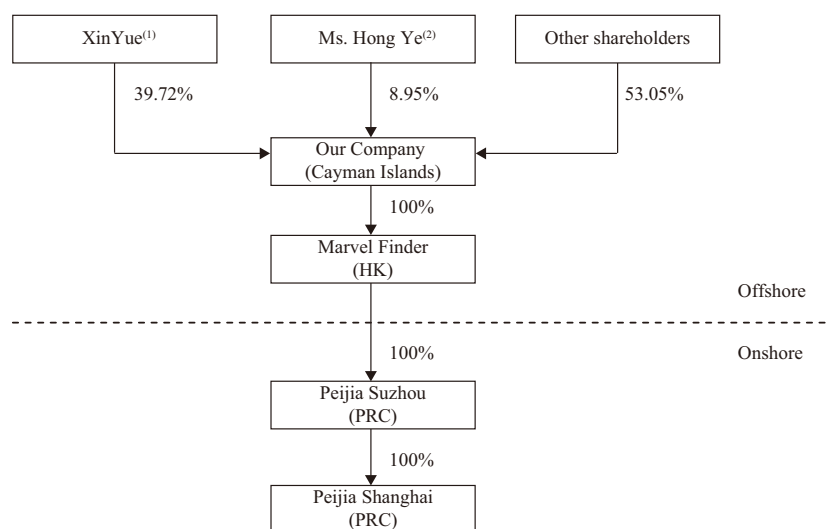 XinYue(1)
Ms. Hong Ye(2)
Other shareholders
39.72%
8.95%
53.05%
Our Company
(Cayman Islands)
100%
Marvel Finder
(HK)
Offshore
Onshore
100%
Peijia Suzhou
(PRC)
100%
Peijia Shanghai
(PRC)